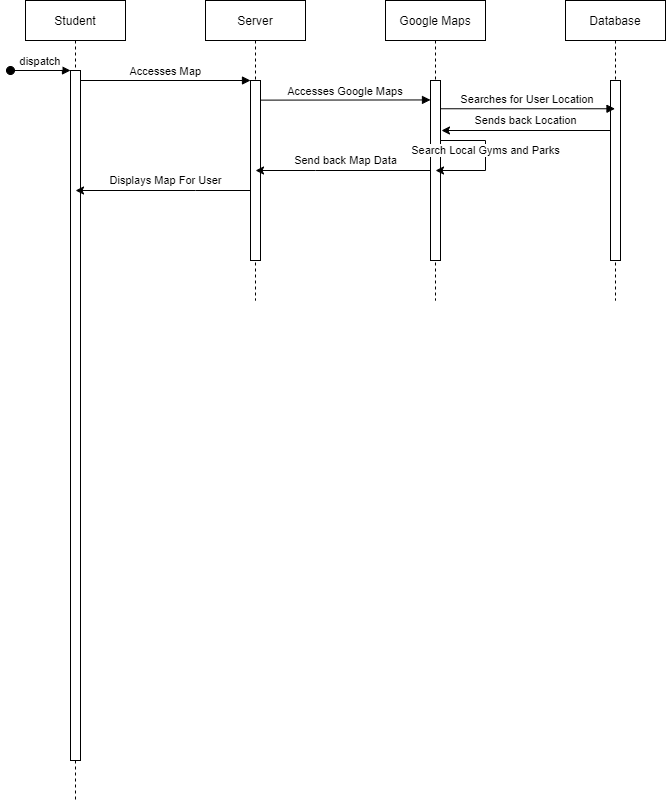 Student
Server
Google Maps
Database
dispatch
Accesses Map
Accesses Google Maps
Searches for User Location
Sends back Location
Search Local Gyms and Parks
Send back Map Data
Displays Map For User